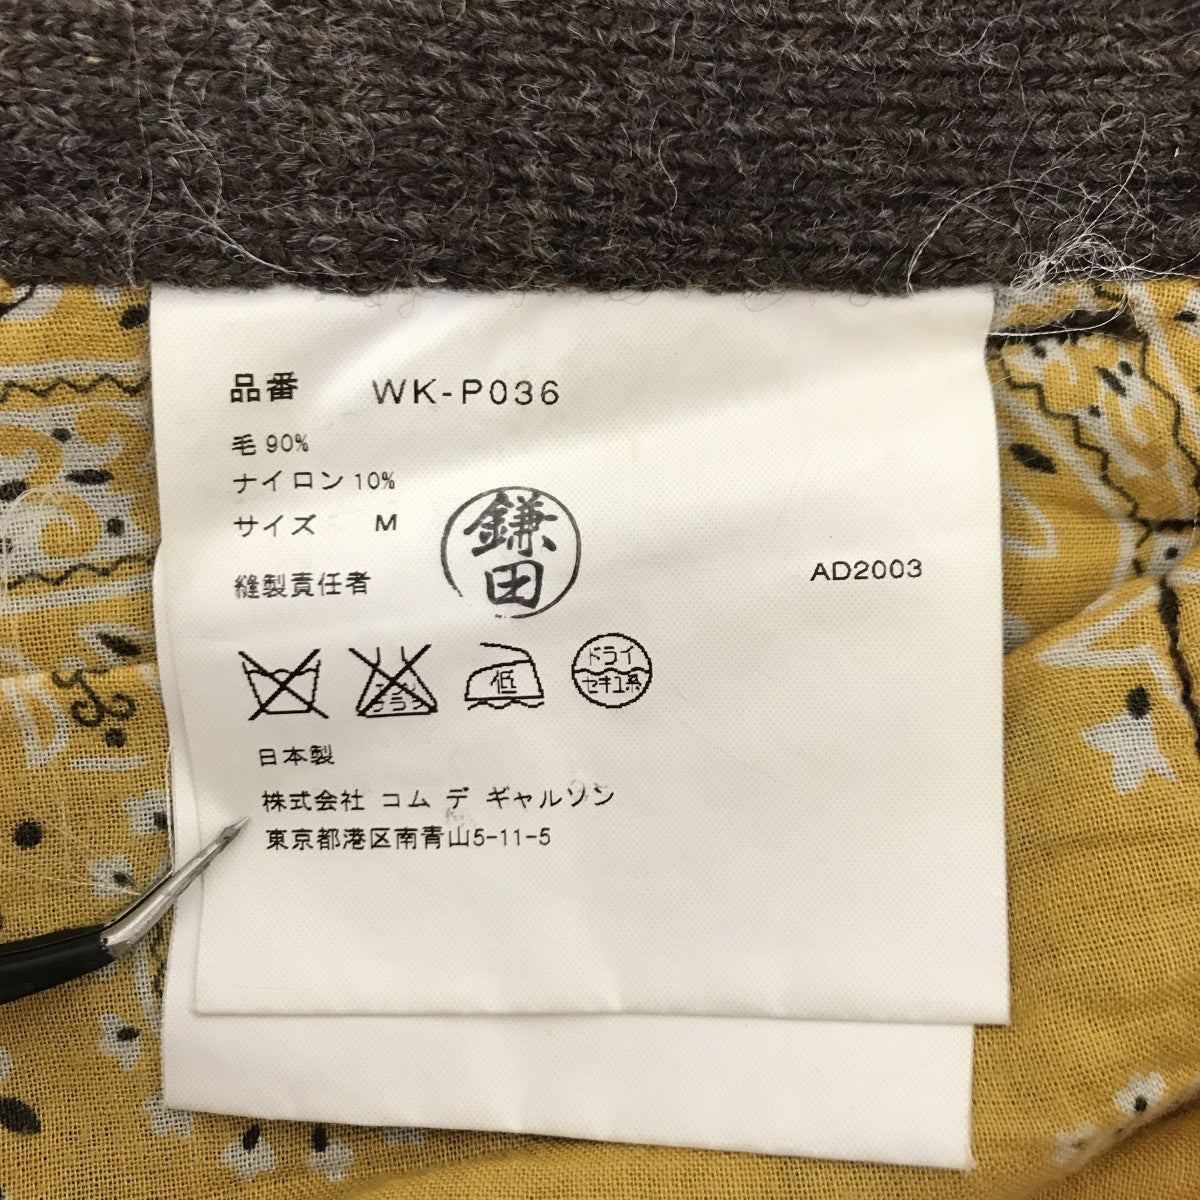 品番 WK-P036
毛 90%
ナイロン 10%
サイズ M
鎌田
縫製責任者
AD2003
低
ドライ
セキユ系
日本製
株式会社 コム デ ギャルソン
東京都港区南青山5-11-5